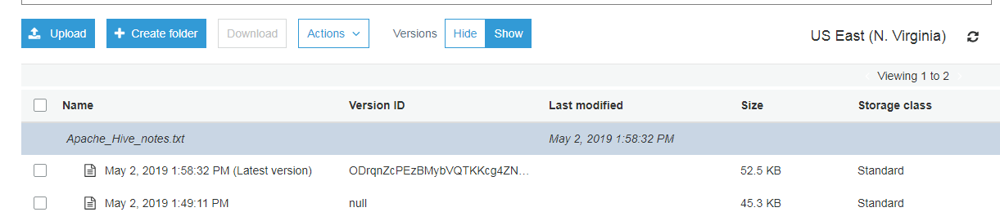 Upload Create folder Download Actions Versions Hide Show US East (N. Virginia)
Viewing 1 to 2
Name Version ID Last modified Size Storage class
Apache_Hive_notes.txt May 2, 2019 1:58:32 PM
May 2, 2019 1:58:32 PM (Latest version) ODrqnZcPEzBMybVQTKKcg4ZN... 52.5 KB Standard
May 2, 2019 1:49:11 PM null 45.3 KB Standard